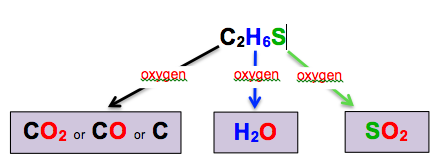 C₂H₆S
oxygen oxygen oxygen
CO₂ or CO or C H₂O SO₂